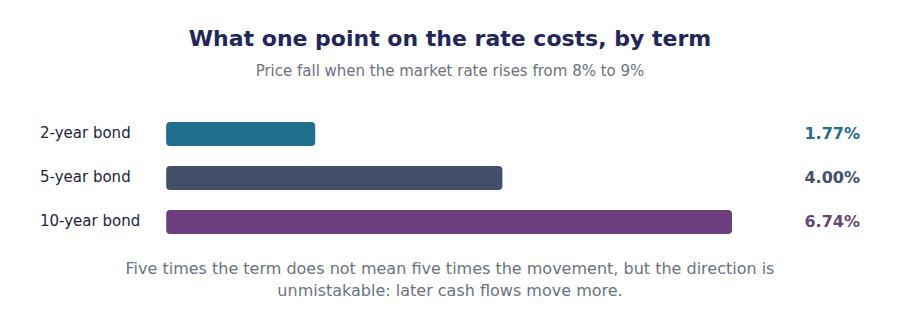 What one point on the rate costs, by term
Price fall when the market rate rises from 8% to 9%
2-year bond 1.77%
5-year bond 4.00%
10-year bond 6.74%
Five times the term does not mean five times the movement, but the direction is
unmistakable: later cash flows move more.